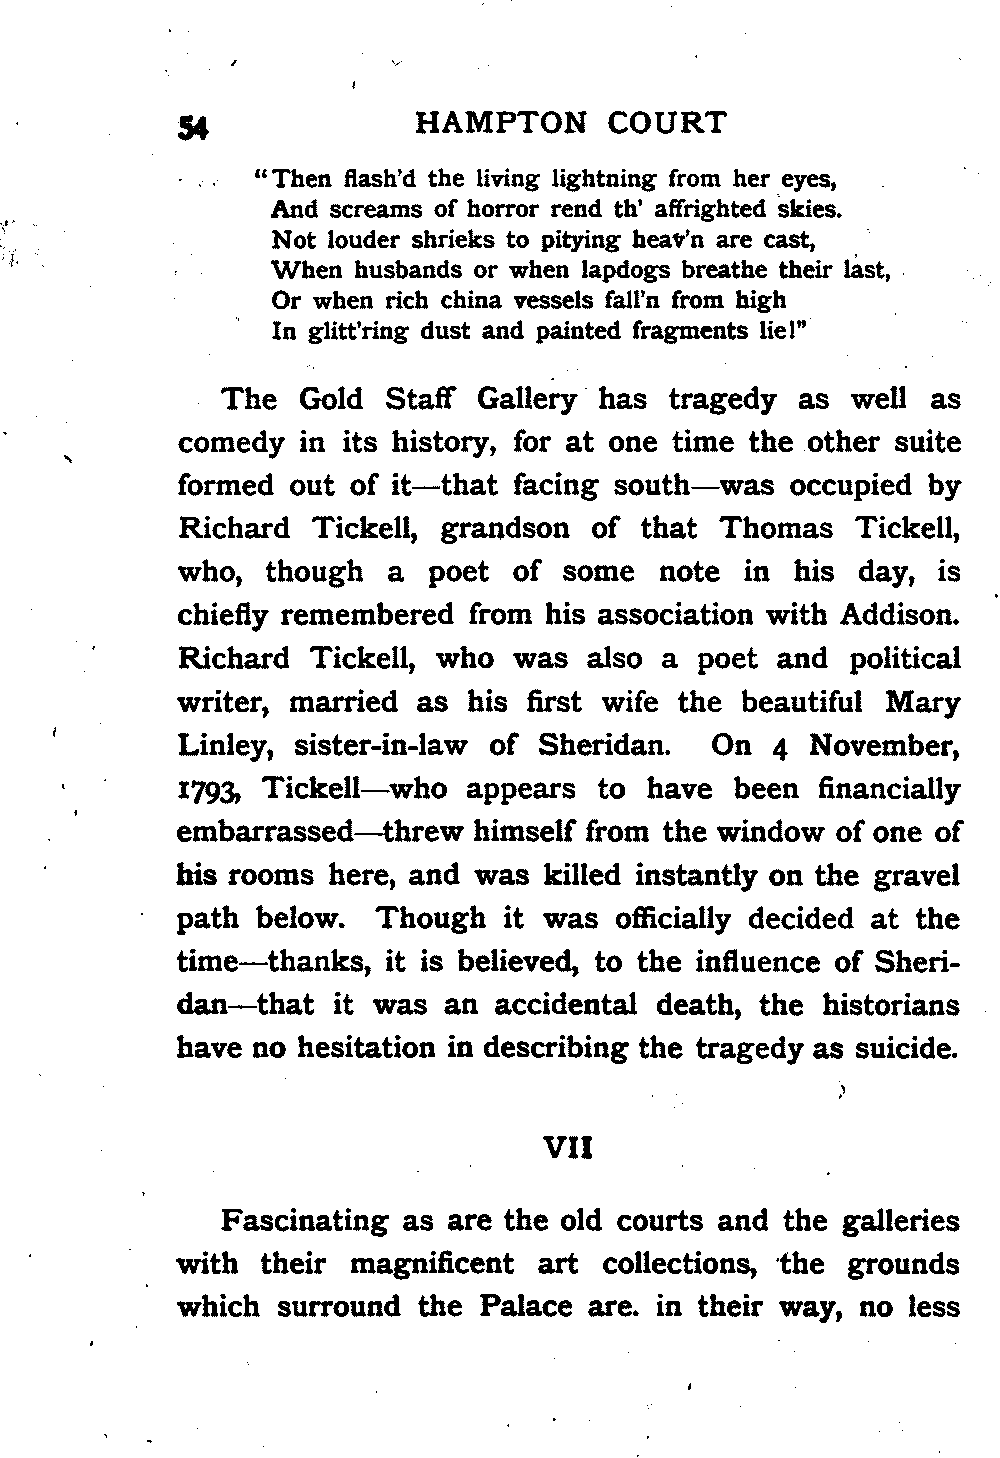 54 HAMPTON COURT
“Then flash'd the living lightning from her eyes,
And screams of horror rend th' affrighted skies.
Not louder shrieks to pitying heav'n are cast,
When husbands or when lapdogs breathe their last,
Or when rich china vessels fall'n from high
In glitt'ring dust and painted fragments lie!”
The Gold Staff Gallery has tragedy as well as
comedy in its history, for at one time the other suite
formed out of it—that facing south—was occupied by
Richard Tickell, grandson of that Thomas Tickell,
who, though a poet of some note in his day, is
chiefly remembered from his association with Addison.
Richard Tickell, who was also a poet and political
writer, married as his first wife the beautiful Mary
Linley, sister-in-law of Sheridan. On 4 November,
1793, Tickell—who appears to have been financially
embarrassed—threw himself from the window of one of
his rooms here, and was killed instantly on the gravel
path below. Though it was officially decided at the
time—thanks, it is believed, to the influence of Sheri-
dan—that it was an accidental death, the historians
have no hesitation in describing the tragedy as suicide.
VII
Fascinating as are the old courts and the galleries
with their magnificent art collections, the grounds
which surround the Palace are. in their way, no less